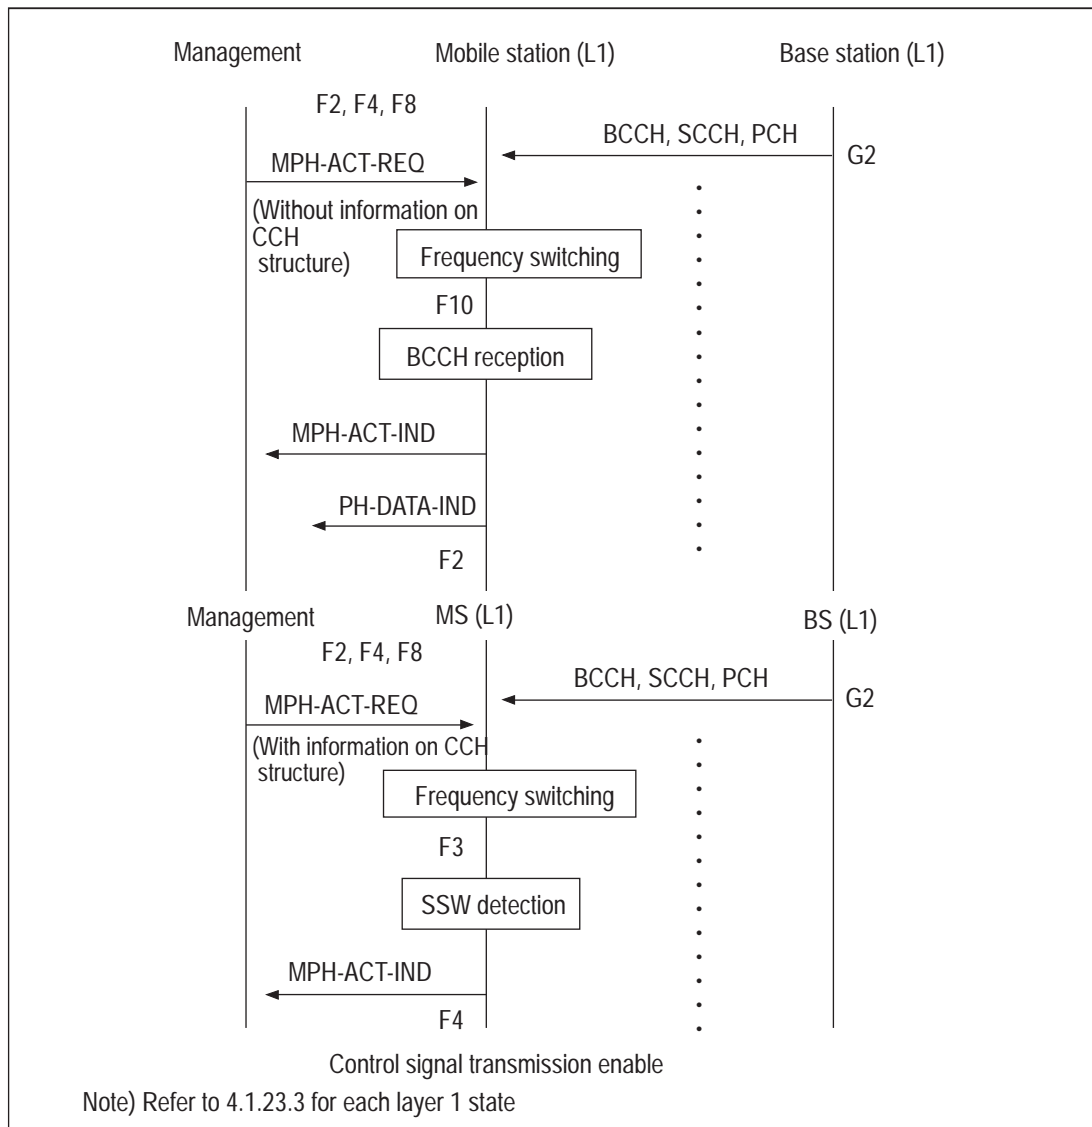 Management Mobile station (L1) Base station (L1)
F2, F4, F8
BCCH, SCCH, PCH
G2
MPH-ACT-REQ
(Without information on
CCH
structure)
Frequency switching
F10
BCCH reception
MPH-ACT-IND
PH-DATA-IND
F2
Management MS (L1) BS (L1)
F2, F4, F8
BCCH, SCCH, PCH
G2
MPH-ACT-REQ
(With information on CCH
structure)
Frequency switching
F3
SSW detection
MPH-ACT-IND
F4
Control signal transmission enable
Note) Refer to 4.1.23.3 for each layer 1 state